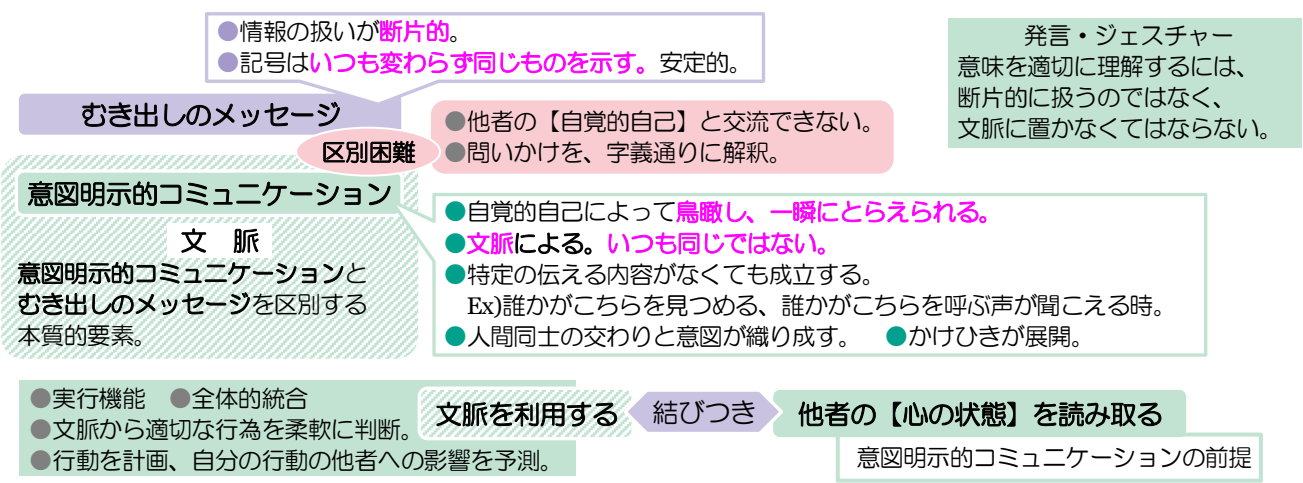 ●情報の扱いが断片的。
●記号はいつも変わらず同じものを示す。安定的。
発言・ジェスチャー
意味を適切に理解するには、
断片的に扱うのではなく、
文脈に置かなくてはならない。
むき出しのメッセージ
●他者の【自覚的自己】と交流できない。
●問いかけを、字義通りに解釈。
区別困難
意図明示的コミュニケーション
文 脈
意図明示的コミュニケーションと
むき出しのメッセージを区別する
本質的要素。
●自覚的自己によって鳥瞰し、一瞬にとらえられる。
●文脈による。いつも同じではない。
●特定の伝える内容がなくても成立する。
Ex)誰かがこちらを見つめる、誰かがこちらを呼ぶ声が聞こえる時。
●人間同士の交わりと意図が織り成す。 ●かけひきが展開。
●実行機能 ●全体的統合
●文脈から適切な行為を柔軟に判断。
●行動を計画、自分の行動の他者への影響を予測。
文脈を利用する
結びつき
他者の【心の状態】を読み取る
意図明示的コミュニケーションの前提